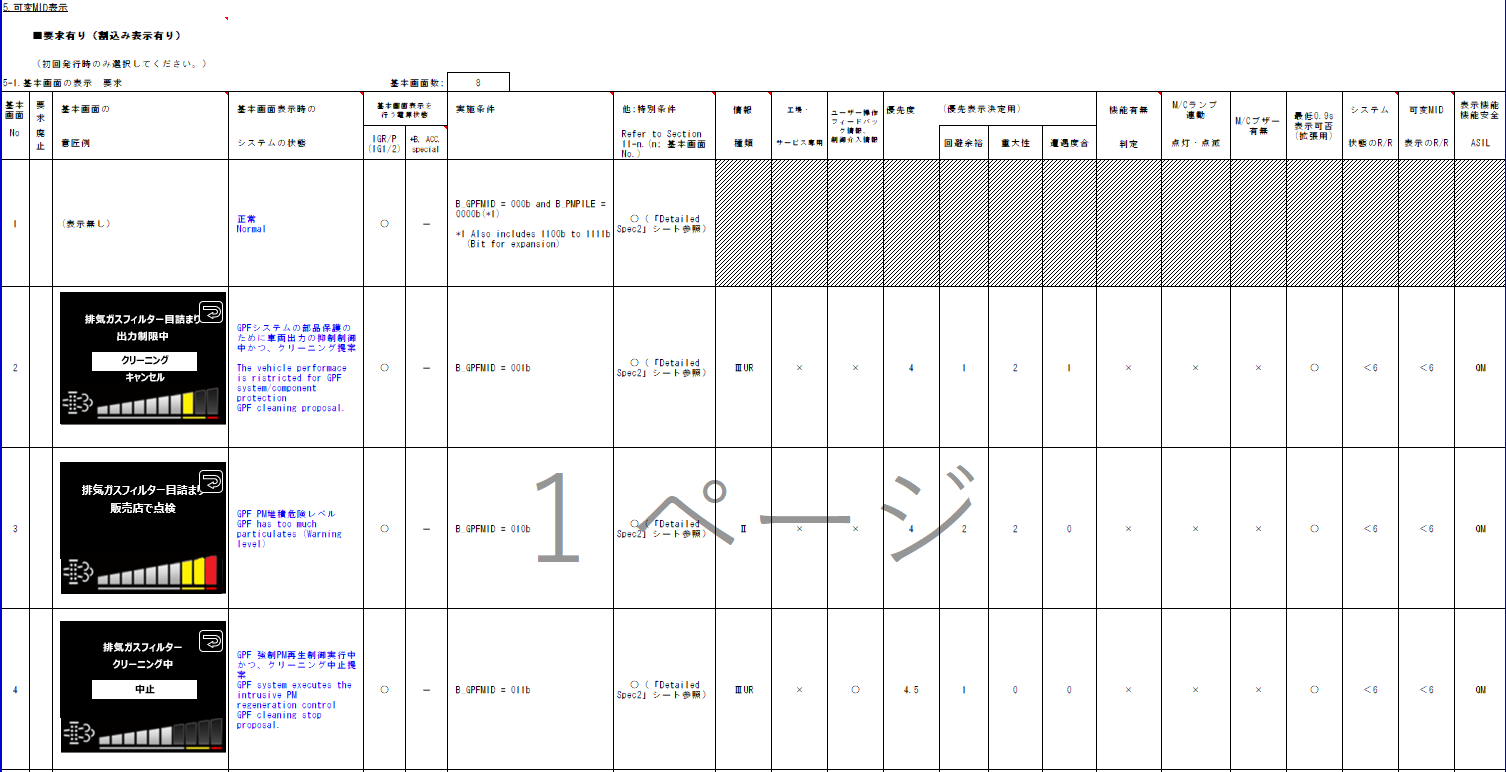 5.可変MID表示
■要求有り（割込み表示有り）
（初回発行時のみ選択してください。）
5-1.基本画面の表示　要求
基本画面数: 8
基本
画面
No
要
求
廃
止
基本画面の
意匠例
基本画面表示時の
システムの状態
基本画面表示を
行う電源状態
IGR/P
(IG1/2)
+B, ACC,
special
実施条件
他:特別条件
Refer to Section
11-n.(n: 基本画面
No.)
情報
種類
工場・
サービス専用
ユーザー操作
フィードバッ
ク情報、
制御介入情報
優先度
（優先表示決定用）
回避余裕
重大性
遭遇度合
機能有無
判定
M/Cランプ
連動
点灯・点滅
M/Cブザー
有無
最低0.9s
表示可否
(拡張用)
システム
状態のR/R
可変MID
表示のR/R
表示機能
機能安全
ASIL
1
(表示無し)
正常
Normal
○
－
B_GPFMID = 000b and B_PMPILE =
0000b(*1)
*1 Also includes 1100b to 1111b
(Bit for expansion)
○（「Detailed
Spec2」シート参照）
2
排気ガスフィルター目詰まり
出力制限中
クリーニング
キャンセル
GPFシステムの部品保護の
ために車両出力の抑制制御
中かつ、クリーニング提案
The vehicle performace
is ristricted for GPF
system/component
protection
GPF cleaning proposal.
○
－
B_GPFMID = 001b
○（「Detailed
Spec2」シート参照）
ⅢUR
×
×
4
1
2
1
×
×
×
○
＜6
＜6
QM
3
排気ガスフィルター目詰まり
販売店で点検
GPF PM堆積危険レベル
GPF has too much
particulates (Warning
level)
○
－
B_GPFMID = 010b
○（「Detailed
Spec2」シート参照）
Ⅱ
×
×
4
2
2
0
×
×
×
○
＜6
＜6
QM
1 ページ
4
排気ガスフィルター
クリーニング中
中止
GPF 強制PM再生制御実行中
かつ、クリーニング中止提
案
GPF system executes the
intrusive PM
regeneration control
GPF cleaning stop
proposal.
○
－
B_GPFMID = 011b
○（「Detailed
Spec2」シート参照）
ⅢUR
×
○
4.5
1
0
0
×
×
×
○
＜6
＜6
QM